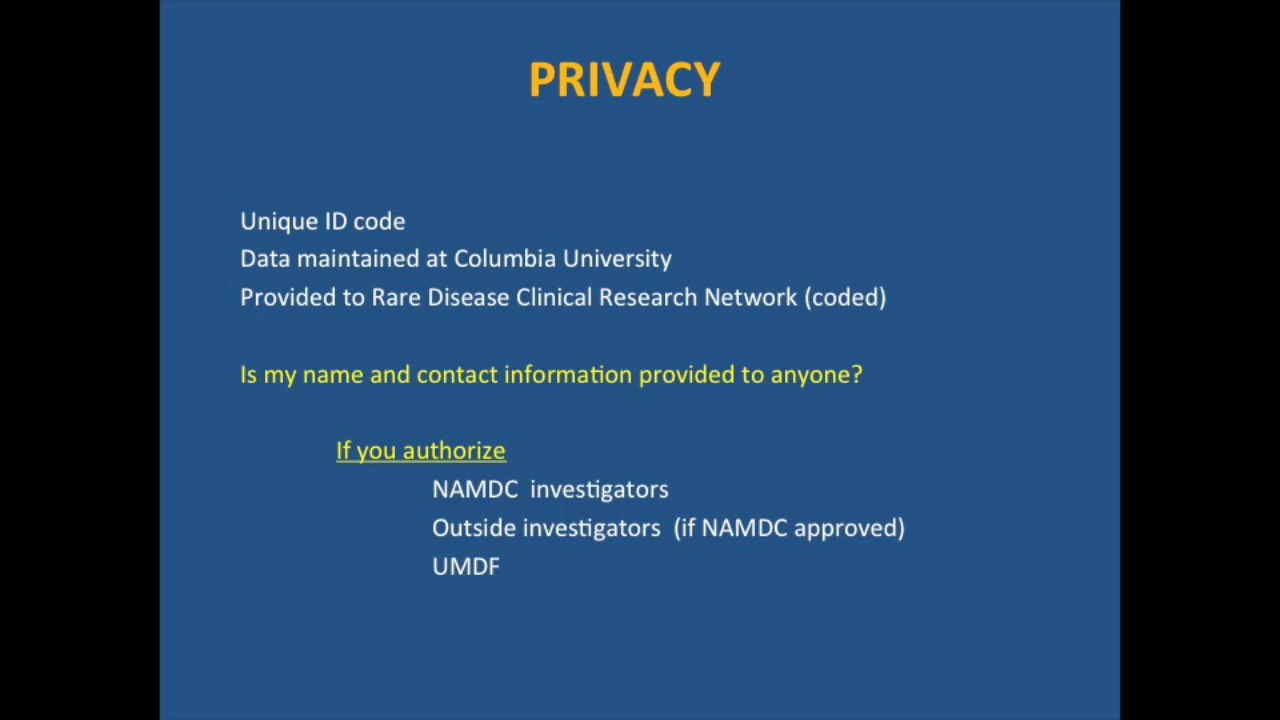 PRIVACY
Unique ID code
Data maintained at Columbia University
Provided to Rare Disease Clinical Research Network (coded)
Is my name and contact information provided to anyone?
If you authorize
NAMDC  investigators
Outside investigators  (if NAMDC approved)
UMDF